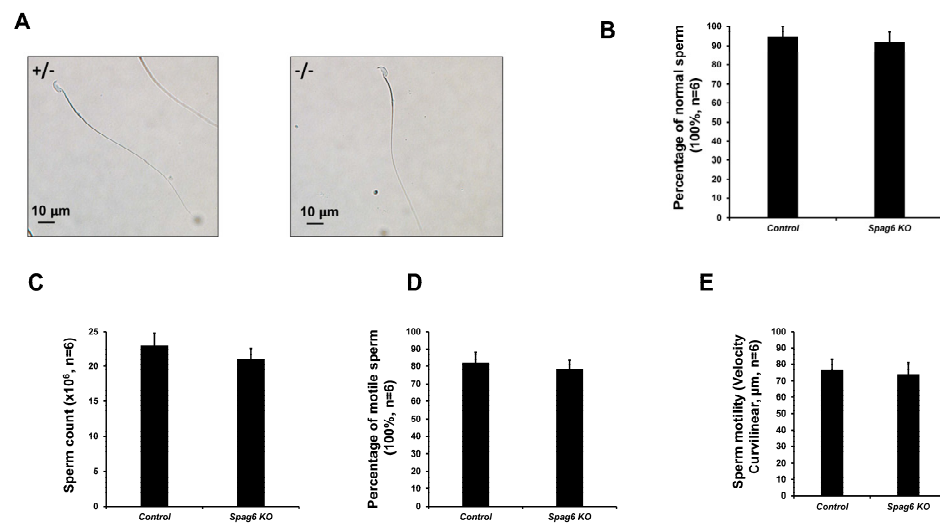 A
+/-
10 µm
-/-
10 µm
B
Percentage of normal sperm
(100%, n=6)
100
90
80
70
60
50
40
30
20
10
0
Control
Spag6 KO
C
Sperm count (x10⁶, n=6)
25
20
15
10
5
0
Control
Spag6 KO
D
Percentage of motile sperm
(100%, n=6)
100
90
80
70
60
50
40
30
20
10
0
Control
Spag6 KO
E
Sperm motility (Velocity
Curvilinear, µm, n=6)
100
90
80
70
60
50
40
30
20
10
0
Control
Spag6 KO